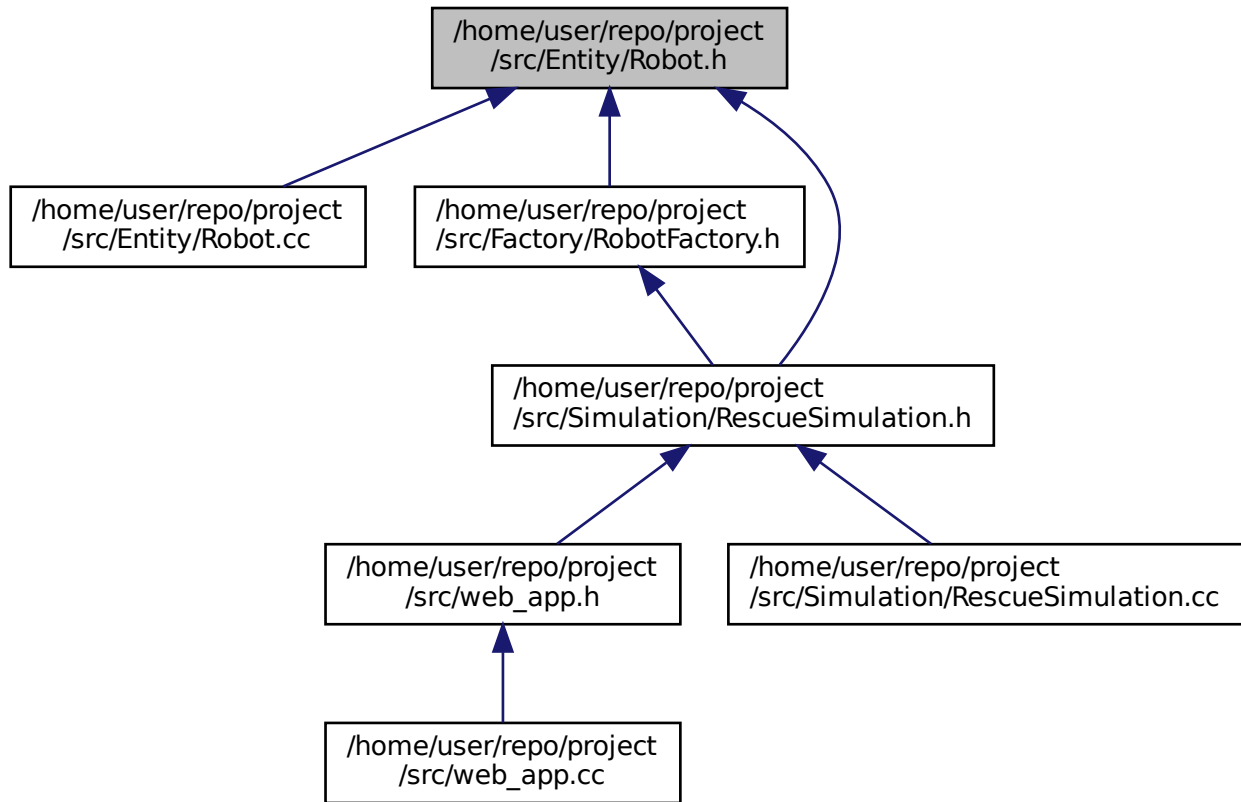 /home/user/repo/project
/src/Entity/Robot.h
/home/user/repo/project
/src/Entity/Robot.cc
/home/user/repo/project
/src/Factory/RobotFactory.h
/home/user/repo/project
/src/Simulation/RescueSimulation.h
/home/user/repo/project
/src/web_app.h
/home/user/repo/project
/src/Simulation/RescueSimulation.cc
/home/user/repo/project
/src/web_app.cc